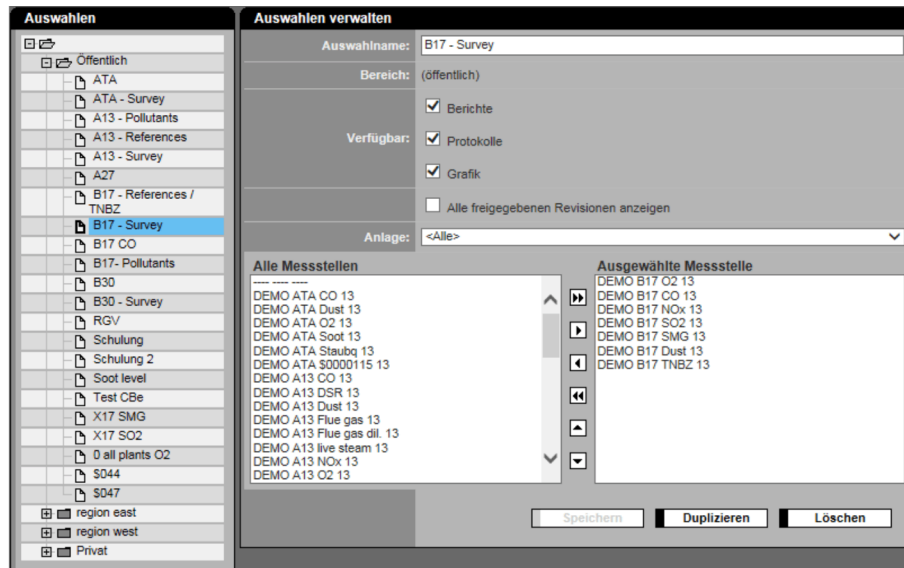 Auswahlen
Öffentlich
ATA
ATA - Survey
A13 - Pollutants
A13 - References
A13 - Survey
A27
B17 - References /
TNBZ
B17 - Survey
B17 CO
B17- Pollutants
B30
B30 - Survey
RGV
Schulung
Schulung 2
Soot level
Test CBe
X17 SMG
X17 SO2
0 all plants O2
$044
$047
region east
region west
Privat
Auswahlen verwalten
Auswahlname: B17 - Survey
Bereich: (öffentlich)
Verfügbar:
Berichte
Protokolle
Grafik
Alle freigegebenen Revisionen anzeigen
Anlage: <Alle>
Alle Messstellen
---- ---- ----
DEMO ATA CO 13
DEMO ATA Dust 13
DEMO ATA O2 13
DEMO ATA Soot 13
DEMO ATA Staubq 13
DEMO ATA $0000115 13
DEMO A13 CO 13
DEMO A13 DSR 13
DEMO A13 Dust 13
DEMO A13 Flue gas 13
DEMO A13 Flue gas dil. 13
DEMO A13 live steam 13
DEMO A13 NOx 13
DEMO A13 O2 13
Ausgewählte Messstelle
DEMO B17 O2 13
DEMO B17 CO 13
DEMO B17 NOx 13
DEMO B17 SO2 13
DEMO B17 SMG 13
DEMO B17 Dust 13
DEMO B17 TNBZ 13
Speichern
Duplizieren
Löschen